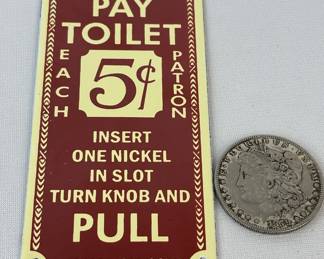 PAY
TOILET
EACH
5¢
PATRON
INSERT
ONE NICKEL
IN SLOT
TURN KNOB AND
PULL